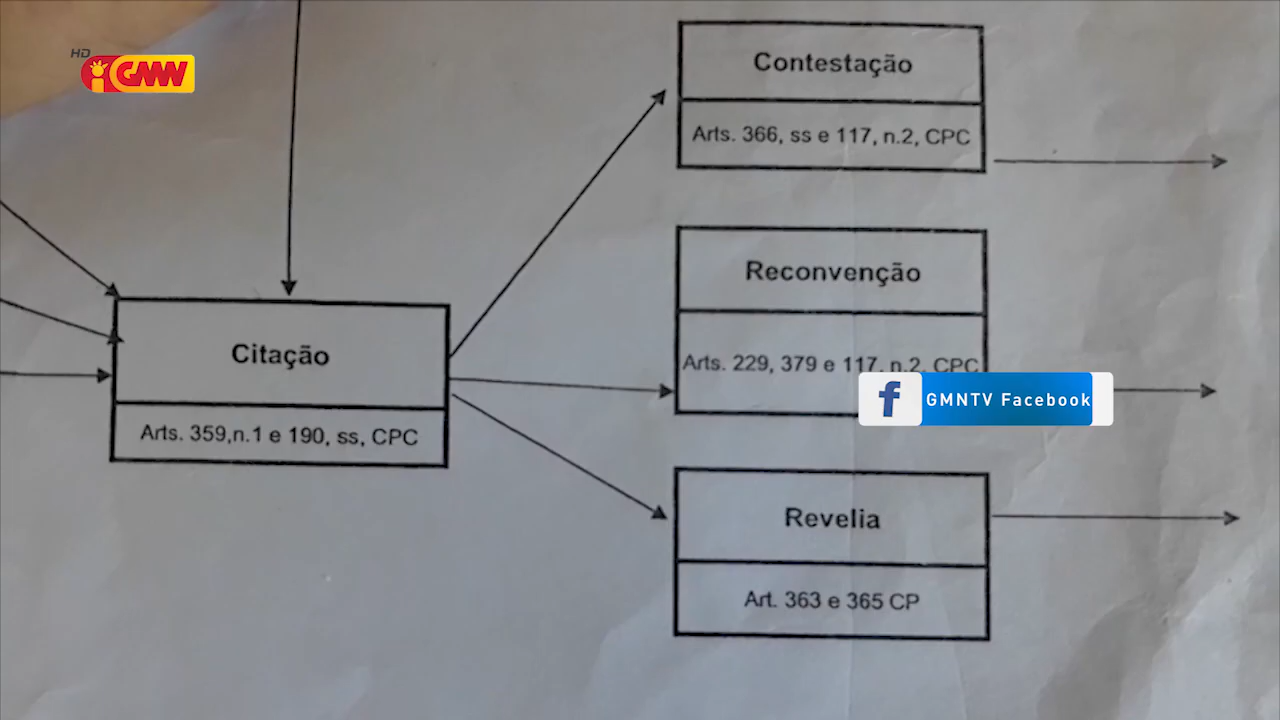 HD
GMN
Contestação
Arts. 366, ss e 117, n.2, CPC
Reconvenção
Arts. 229, 379 e 117, n.2, CPC
f GMNTV Facebook
Citação
Arts. 359,n.1 e 190, ss, CPC
Revelia
Art. 363 e 365 CP